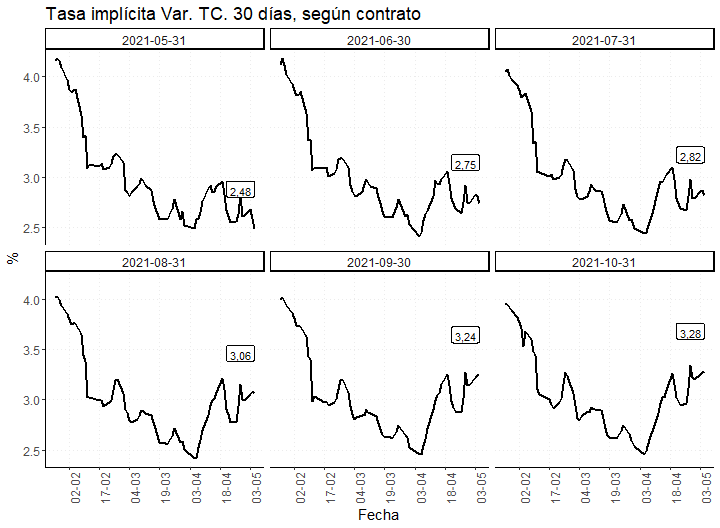 Tasa implícita Var. TC. 30 días, según contrato
2021-05-31 2021-06-30 2021-07-31
4.0
3.5
3.0
2.5
2,48 2,75 2,82
%
2021-08-31 2021-09-30 2021-10-31
4.0
3.5
3.0
2.5
3,06 3,24 3,28
02-02 17-02 04-03 19-03 03-04 18-04 03-05 02-02 17-02 04-03 19-03 03-04 18-04 03-05 02-02 17-02 04-03 19-03 03-04 18-04 03-05
Fecha